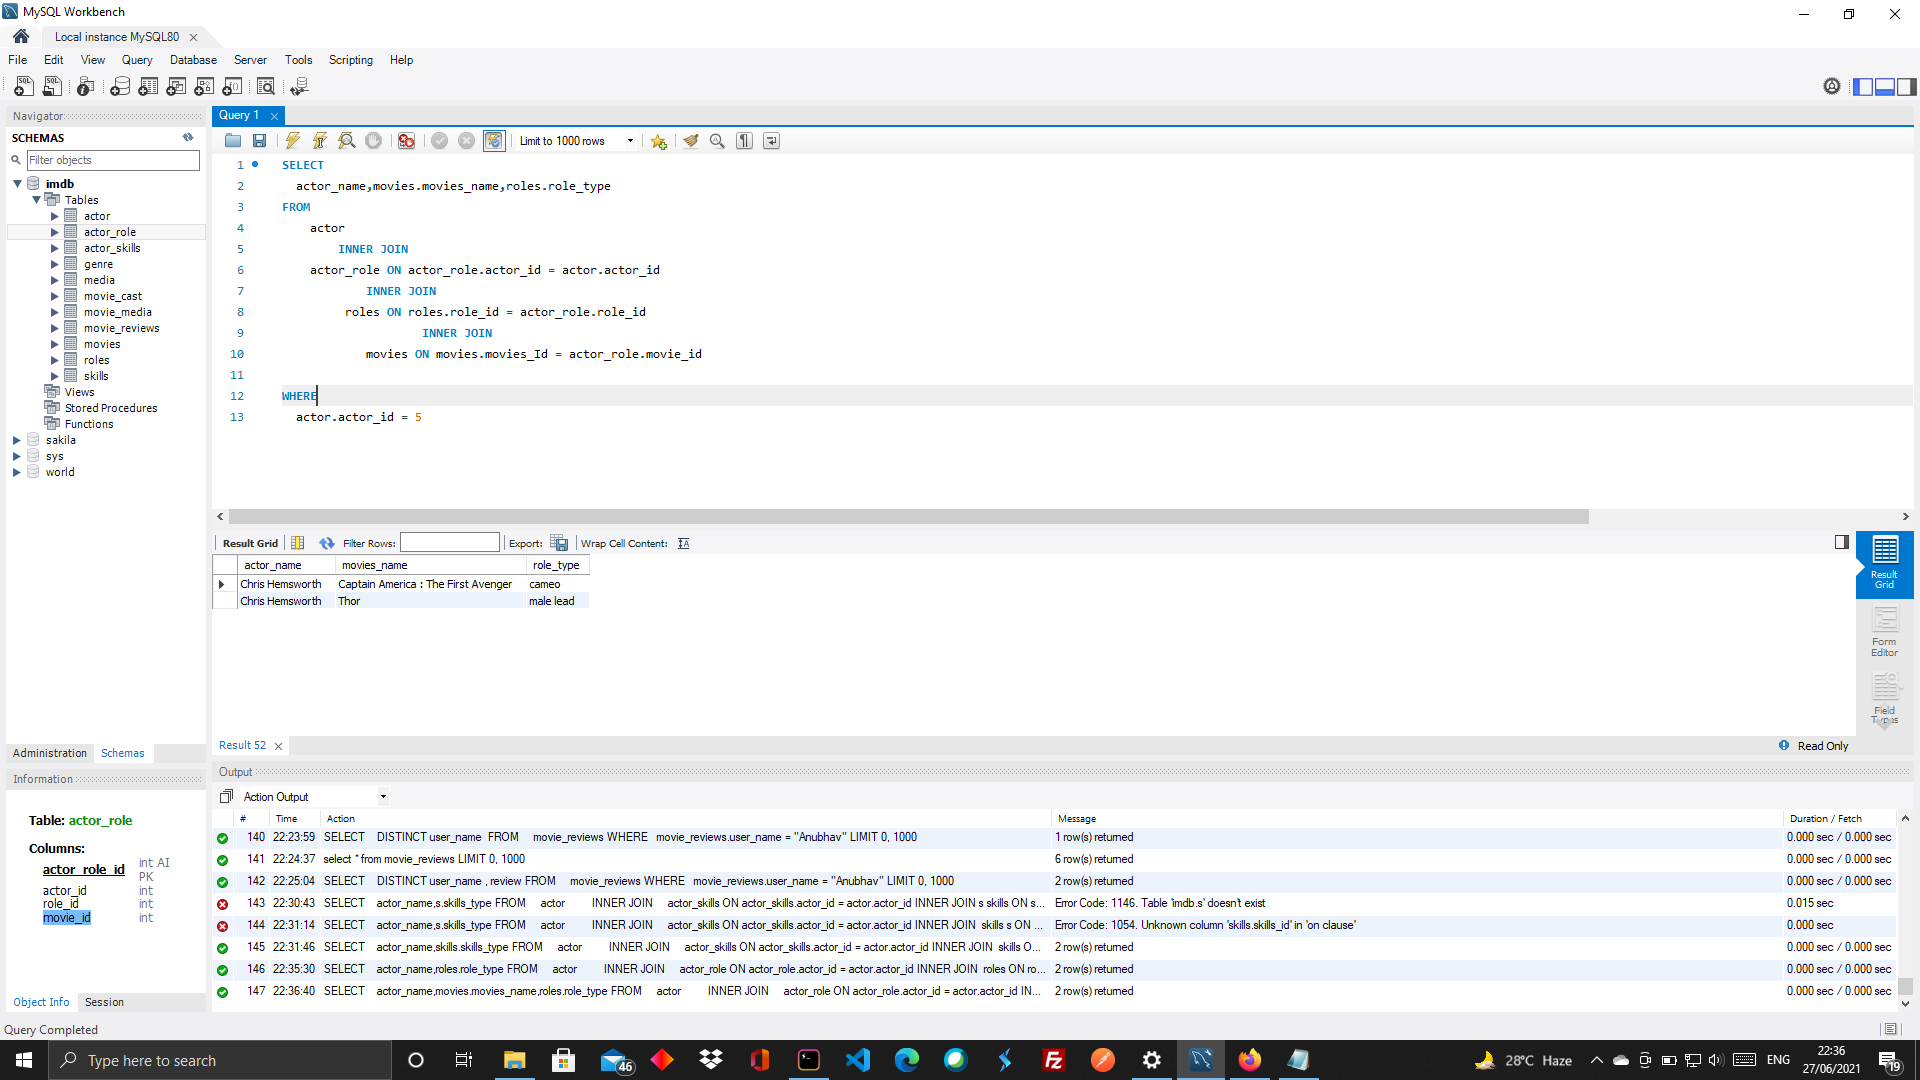 MySQL Workbench
Local instance MySQL80
File Edit View Query Database Server Tools Scripting Help
Navigator
SCHEMAS
Filter objects
imdb
Tables
actor
actor_role
actor_skills
genre
media
movie_cast
movie_media
movie_reviews
movies
roles
skills
Views
Stored Procedures
Functions
sakila
sys
world
Administration Schemas
Information
Table: actor_role
Columns:
actor_role_id int AI
PK
actor_id int
role_id int
movie_id int
Object Info Session
Query 1
Limit to 1000 rows
1 SELECT
2 actor_name,movies.movies_name,roles.role_type
3 FROM
4 actor
5 INNER JOIN
6 actor_role ON actor_role.actor_id = actor.actor_id
7 INNER JOIN
8 roles ON roles.role_id = actor_role.role_id
9 INNER JOIN
10 movies ON movies.movies_Id = actor_role.movie_id
11
12 WHERE
13 actor.actor_id = 5
Result Grid Filter Rows: Export: Wrap Cell Content:
actor_name movies_name role_type
Chris Hemsworth Captain America : The First Avenger cameo
Chris Hemsworth Thor male lead
Result Grid
Form Editor
Field Types
Result 52
Read Only
Output
Action Output
# Time Action Message Duration / Fetch
140 22:23:59 SELECT DISTINCT user_name FROM movie_reviews WHERE movie_reviews.user_name = "Anubhav" LIMIT 0, 1000 1 row(s) returned 0.000 sec / 0.000 sec
141 22:24:37 select * from movie_reviews LIMIT 0, 1000 6 row(s) returned 0.000 sec / 0.000 sec
142 22:25:04 SELECT DISTINCT user_name , review FROM movie_reviews WHERE movie_reviews.user_name = "Anubhav" LIMIT 0, 1000 2 row(s) returned 0.000 sec / 0.000 sec
143 22:30:43 SELECT actor_name,s.skills_type FROM actor INNER JOIN actor_skills ON actor_skills.actor_id = actor.actor_id INNER JOIN s skills ON s... Error Code: 1146. Table 'imdb.s' doesn't exist 0.015 sec
144 22:31:14 SELECT actor_name,s.skills_type FROM actor INNER JOIN actor_skills ON actor_skills.actor_id = actor.actor_id INNER JOIN skills s ON ... Error Code: 1054. Unknown column 'skills.skills_id' in 'on clause' 0.000 sec
145 22:31:46 SELECT actor_name,skills.skills_type FROM actor INNER JOIN actor_skills ON actor_skills.actor_id = actor.actor_id INNER JOIN skills O... 2 row(s) returned 0.000 sec / 0.000 sec
146 22:35:30 SELECT actor_name,roles.role_type FROM actor INNER JOIN actor_role ON actor_role.actor_id = actor.actor_id INNER JOIN roles ON ro... 2 row(s) returned 0.000 sec / 0.000 sec
147 22:36:40 SELECT actor_name,movies.movies_name,roles.role_type FROM actor INNER JOIN actor_role ON actor_role.actor_id = actor.actor_id IN... 2 row(s) returned 0.000 sec / 0.000 sec
Query Completed
Type here to search
46
28°C Haze
ENG
22:36
27/06/2021
19